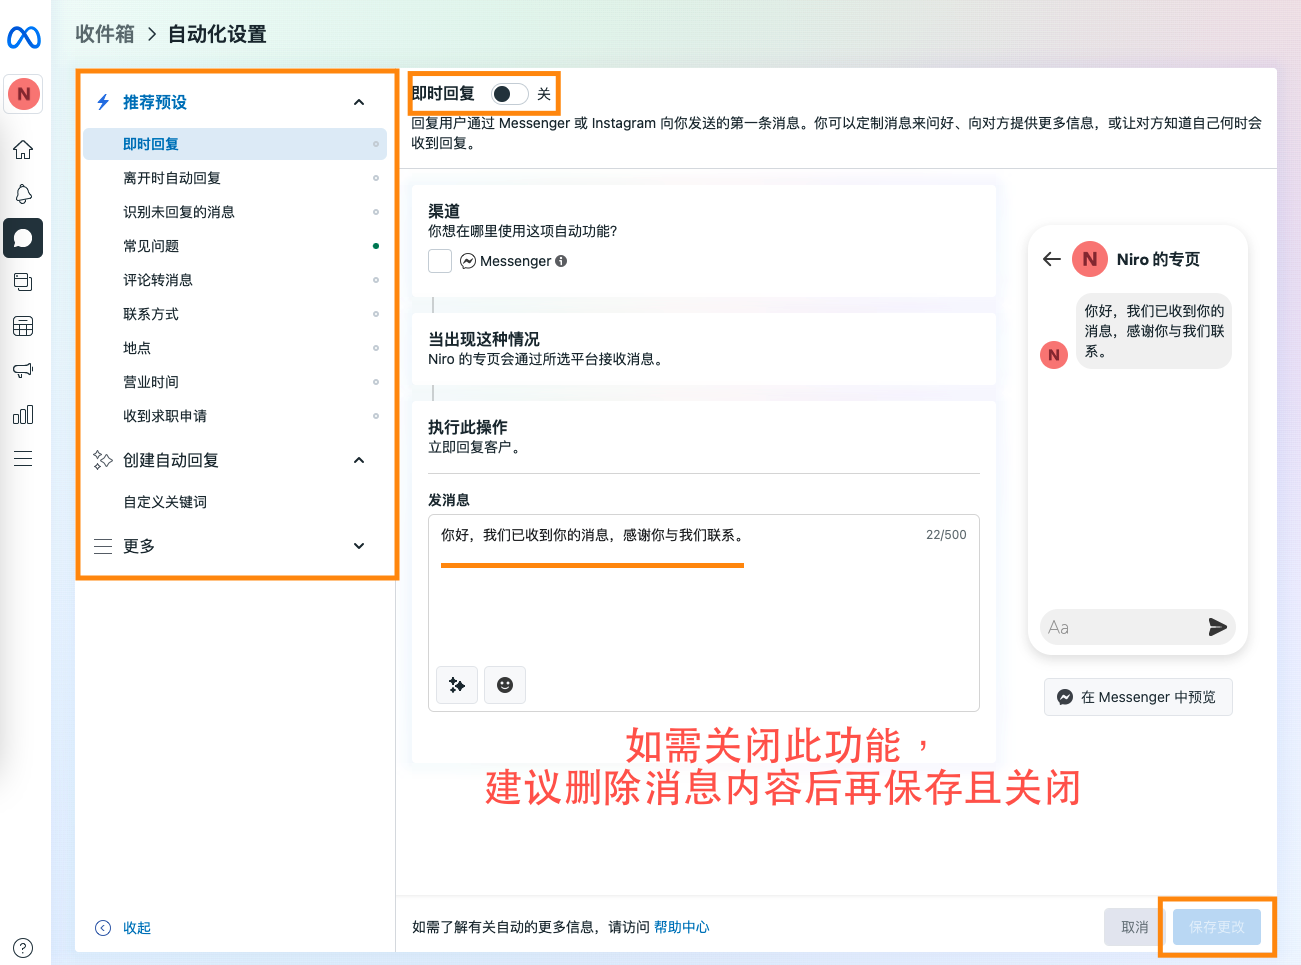 收件箱 > 自动化设置
N
推荐预设
即时回复
离开时自动回复
识别未回复的消息
常见问题
评论转消息
联系方式
地点
营业时间
收到求职申请
创建自动回复
自定义关键词
更多
收起
即时回复 关
回复用户通过 Messenger 或 Instagram 向你发送的第一条消息。你可以定制消息来问好、向对方提供更多信息，或让对方知道自己何时会
收到回复。
渠道
你想在哪里使用这项自动功能?
Messenger
当出现这种情况
Niro 的专页会通过所选平台接收消息。
执行此操作
立即回复客户。
发消息
你好，我们已收到你的消息，感谢你与我们联系。 22/500
N Niro 的专页
你好，我们已收到你的
消息，感谢你与我们联
系。
N
Aa
在 Messenger 中预览
如需关闭此功能，
建议删除消息内容后再保存且关闭
如需了解有关自动的更多信息，请访问 帮助中心
取消 保存更改